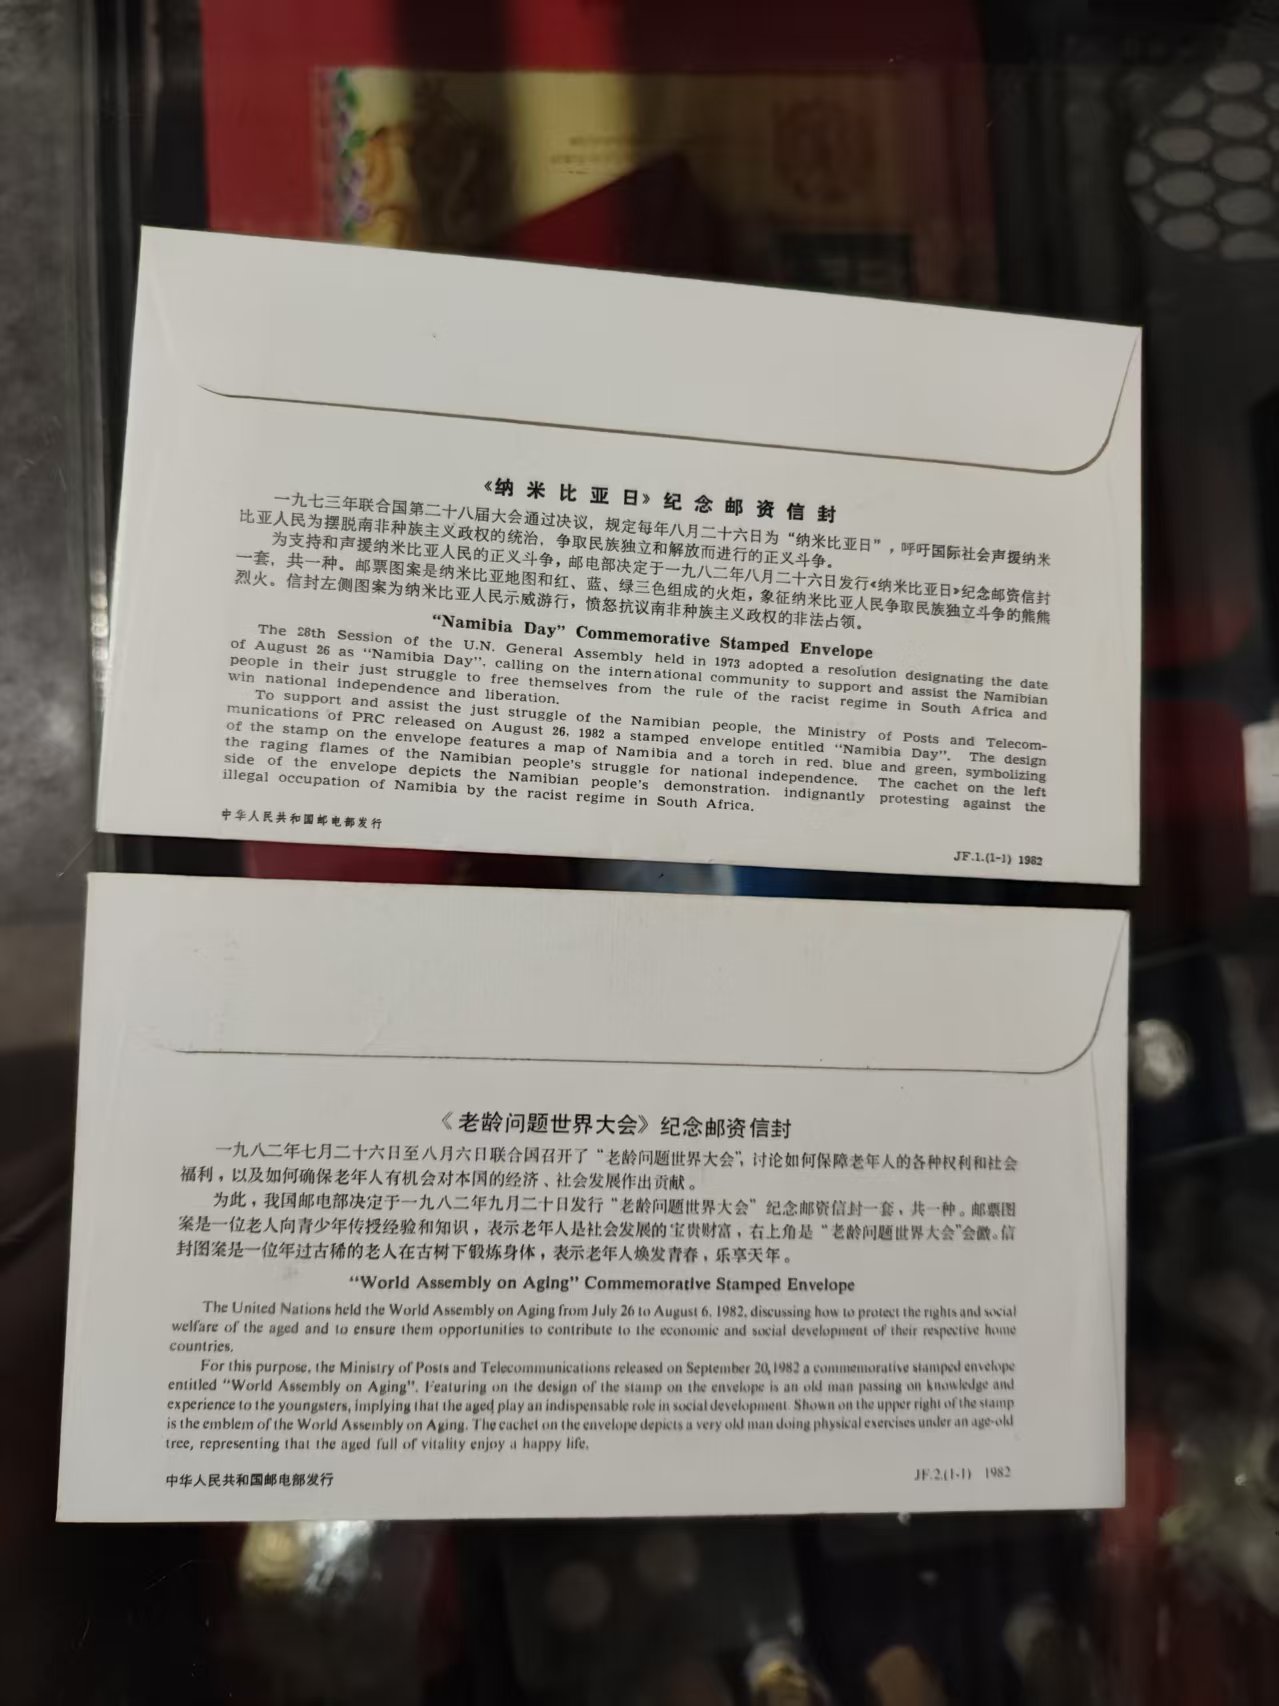 《纳米比亚日》纪念邮资信封
一九七三年联合国第二十八届大会通过决议，规定每年八月二十六日为“纳米比亚日”，呼吁国际社会声援纳米
比亚人民为摆脱南非种族主义政权的统治，争取民族独立和解放而进行的正义斗争。
为支持和声援纳米比亚人民的正义斗争，邮电部决定于一九八二年八月二十六日发行《纳米比亚日》纪念邮资信封
一套，共一种。邮票图案是纳米比亚地图和红、蓝、绿三色组成的火炬，象征纳米比亚人民争取民族独立斗争的熊熊
烈火。信封左侧图案为纳米比亚人民示威游行，愤怒抗议南非种族主义政权的非法占领。
“Namibia Day” Commemorative Stamped Envelope
The 28th Session of the U.N. General Assembly held in 1973 adopted a resolution designating the date
of August 26 as “Namibia Day”, calling on the international community to support and assist the Namibian
people in their just struggle to free themselves from the rule of the racist regime in South Africa and
win national independence and liberation.
To support and assist the just struggle of the Namibian people, the Ministry of Posts and Telecom-
munications of PRC released on August 26, 1982 a stamped envelope entitled “Namibia Day”. The design
of the stamp on the envelope features a map of Namibia and a torch in red, blue and green, symbolizing
the raging flames of the Namibian people's struggle for national independence. The cachet on the left
side of the envelope depicts the Namibian people's demonstration, indignantly protesting against the
illegal occupation of Namibia by the racist regime in South Africa.
中华人民共和国邮电部发行
JF.1.(1-1) 1982
《老龄问题世界大会》纪念邮资信封
一九八二年七月二十六日至八月六日联合国召开了“老龄问题世界大会”，讨论如何保障老年人的各种权利和社会
福利，以及如何确保老年人有机会对本国的经济、社会发展作出贡献。
为此，我国邮电部决定于一九八二年九月二十日发行“老龄问题世界大会”纪念邮资信封一套、共一种。邮票图
案是一位老人向青少年传授经验和知识，表示老年人是社会发展的宝贵财富，右上角是“老龄问题世界大会”会徽。信
封图案是一位年过古稀的老人在古树下锻炼身体，表示老年人焕发青春，乐享天年。
“World Assembly on Aging” Commemorative Stamped Envelope
The United Nations held the World Assembly on Aging from July 26 to August 6, 1982, discussing how to protect the rights and social
welfare of the aged and to ensure them opportunities to contribute to the economic and social development of their respective home
countries.
For this purpose, the Ministry of Posts and Telecommunications released on September 20,1982 a commemorative stamped envelope
entitled “World Assembly on Aging”. Featuring on the design of the stamp on the envelope is an old man passing on knowledge and
experience to the youngsters, implying that the aged play an indispensable role in social development. Shown on the upper right of the stamp
is the emblem of the World Assembly on Aging. The cachet on the envelope depicts a very old man doing physical exercises under an age-old
tree, representing that the aged full of vitality enjoy a happy life.
中华人民共和国邮电部发行
JF.2.(1-1) 1982